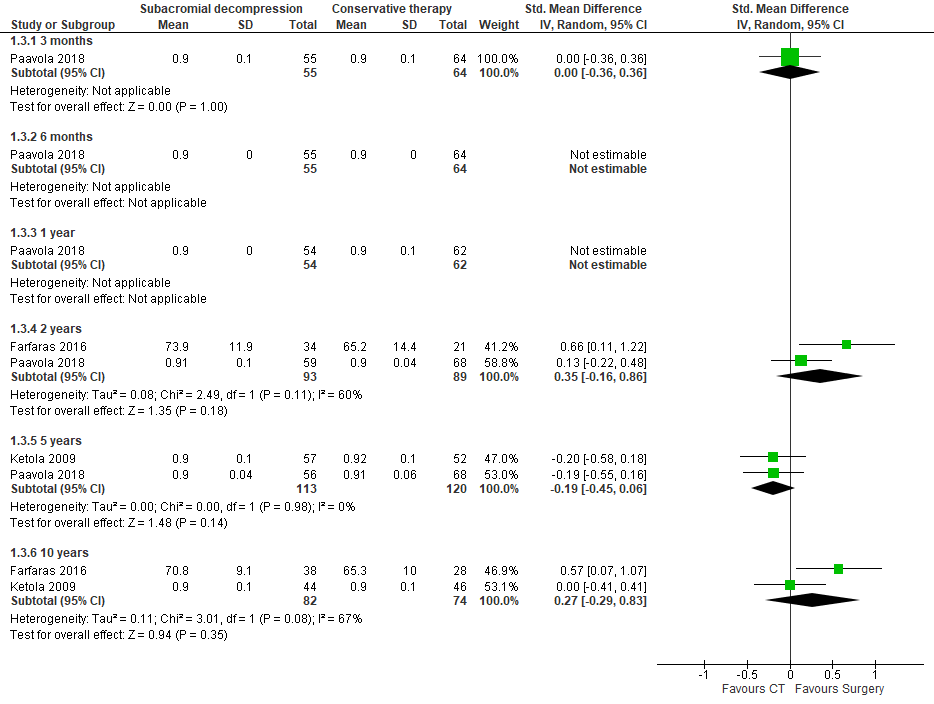 Subacromial decompression Conservative therapy Std. Mean Difference Std. Mean Difference
Study or Subgroup Mean SD Total Mean SD Total Weight IV, Random, 95% CI IV, Random, 95% CI
1.3.1 3 months
Paavola 2018 0.9 0.1 55 0.9 0.1 64 100.0% 0.00 [-0.36, 0.36]
Subtotal (95% CI) 55 64 100.0% 0.00 [-0.36, 0.36]
Heterogeneity: Not applicable
Test for overall effect: Z = 0.00 (P = 1.00)
1.3.2 6 months
Paavola 2018 0.9 0 55 0.9 0 64 Not estimable
Subtotal (95% CI) 55 64 Not estimable
Heterogeneity: Not applicable
Test for overall effect: Not applicable
1.3.3 1 year
Paavola 2018 0.9 0 54 0.9 0.1 62 Not estimable
Subtotal (95% CI) 54 62 Not estimable
Heterogeneity: Not applicable
Test for overall effect: Not applicable
1.3.4 2 years
Farfaras 2016 73.9 11.9 34 65.2 14.4 21 41.2% 0.66 [0.11, 1.22]
Paavola 2018 0.91 0.1 59 0.9 0.04 68 58.8% 0.13 [-0.22, 0.48]
Subtotal (95% CI) 93 89 100.0% 0.35 [-0.16, 0.86]
Heterogeneity: Tau² = 0.08; Chi² = 2.49, df = 1 (P = 0.11); I² = 60%
Test for overall effect: Z = 1.35 (P = 0.18)
1.3.5 5 years
Ketola 2009 0.9 0.1 57 0.92 0.1 52 47.0% -0.20 [-0.58, 0.18]
Paavola 2018 0.9 0.04 56 0.91 0.06 68 53.0% -0.19 [-0.55, 0.16]
Subtotal (95% CI) 113 120 100.0% -0.19 [-0.45, 0.06]
Heterogeneity: Tau² = 0.00; Chi² = 0.00, df = 1 (P = 0.98); I² = 0%
Test for overall effect: Z = 1.48 (P = 0.14)
1.3.6 10 years
Farfaras 2016 70.8 9.1 38 65.3 10 28 46.9% 0.57 [0.07, 1.07]
Ketola 2009 0.9 0.1 44 0.9 0.1 46 53.1% 0.00 [-0.41, 0.41]
Subtotal (95% CI) 82 74 100.0% 0.27 [-0.29, 0.83]
Heterogeneity: Tau² = 0.11; Chi² = 3.01, df = 1 (P = 0.08); I² = 67%
Test for overall effect: Z = 0.94 (P = 0.35)
-1 -0.5 0 0.5 1
Favours CT Favours Surgery